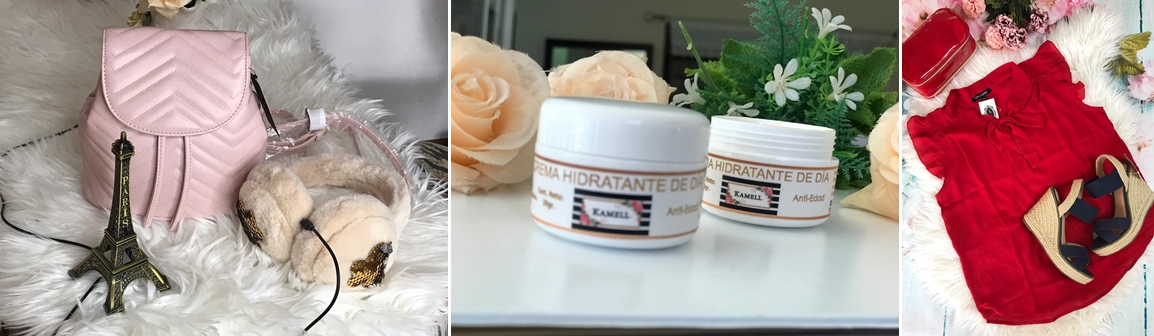 PARIS
CREMA HIDRATANTE DE DÍA
KAMELL
Anti-Edad
CREMA HIDRATANTE DE DÍA
KAMELL
Anti-Edad